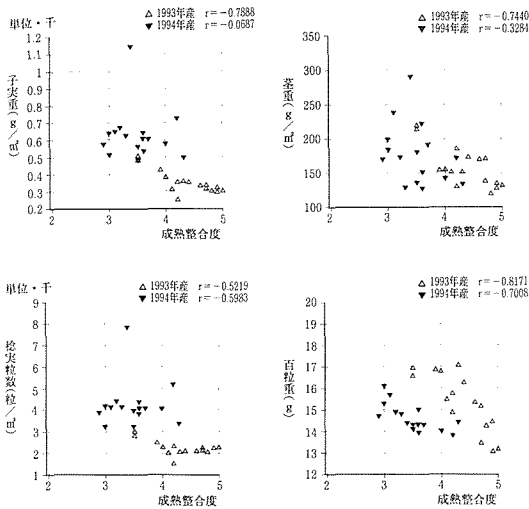 単位・千
△ 1993年産 r=-0.7888
▼ 1994年産 r=-0.0687
子実重(g/㎡)
1.2
1.1
1
0.9
0.8
0.7
0.6
0.5
0.4
0.3
0.2
2 3 4 5
成熟整合度
△ 1993年産 r=-0.7440
▼ 1994年産 r=-0.3284
茎重(g/㎡)
350
300
250
200
150
100
2 3 4 5
成熟整合度
単位・千
△ 1993年産 r=-0.5219
▼ 1994年産 r=-0.5983
稔実粒数(粒/㎡)
9
8
7
6
5
4
3
2
1
2 3 4 5
成熟整合度
△ 1993年産 r=-0.8171
▼ 1994年産 r=-0.7008
百粒重(g)
20
19
18
17
16
15
14
13
12
2 3 4 5
成熟整合度